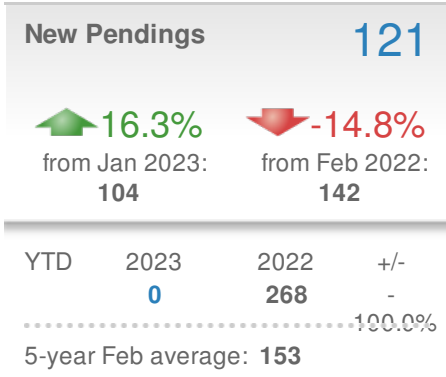 New Pendings 121
16.3% -14.8%
from Jan 2023: from Feb 2022:
104 142
YTD 2023 2022 +/-
0 268 -
100.0%
5-year Feb average: 153